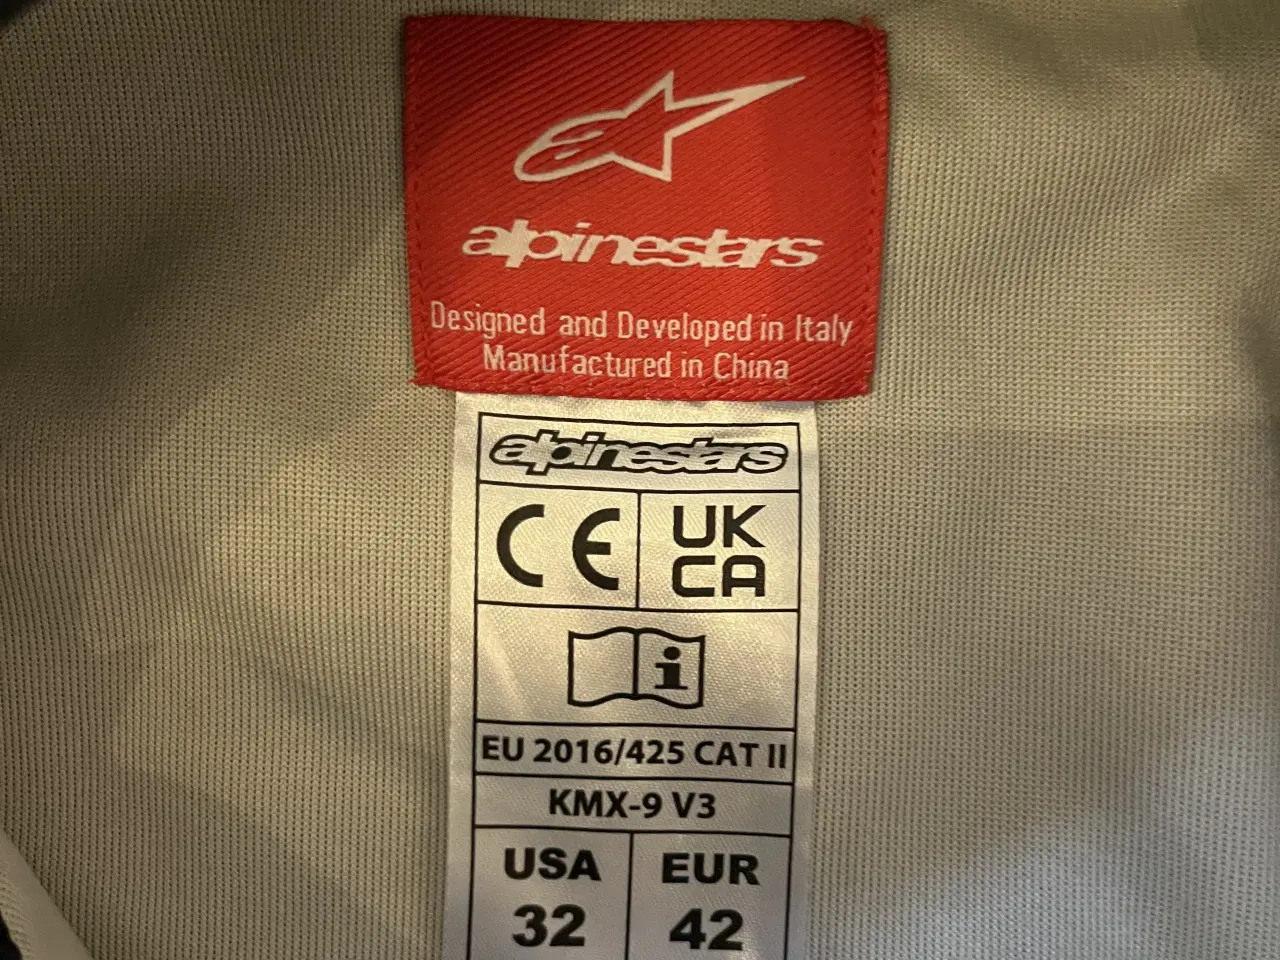 alpinestars
Designed and Developed in Italy
Manufactured in China
alpinestars
CE
UK
CA
i
EU 2016/425 CAT II
KMX-9 V3
USA EUR
32 42